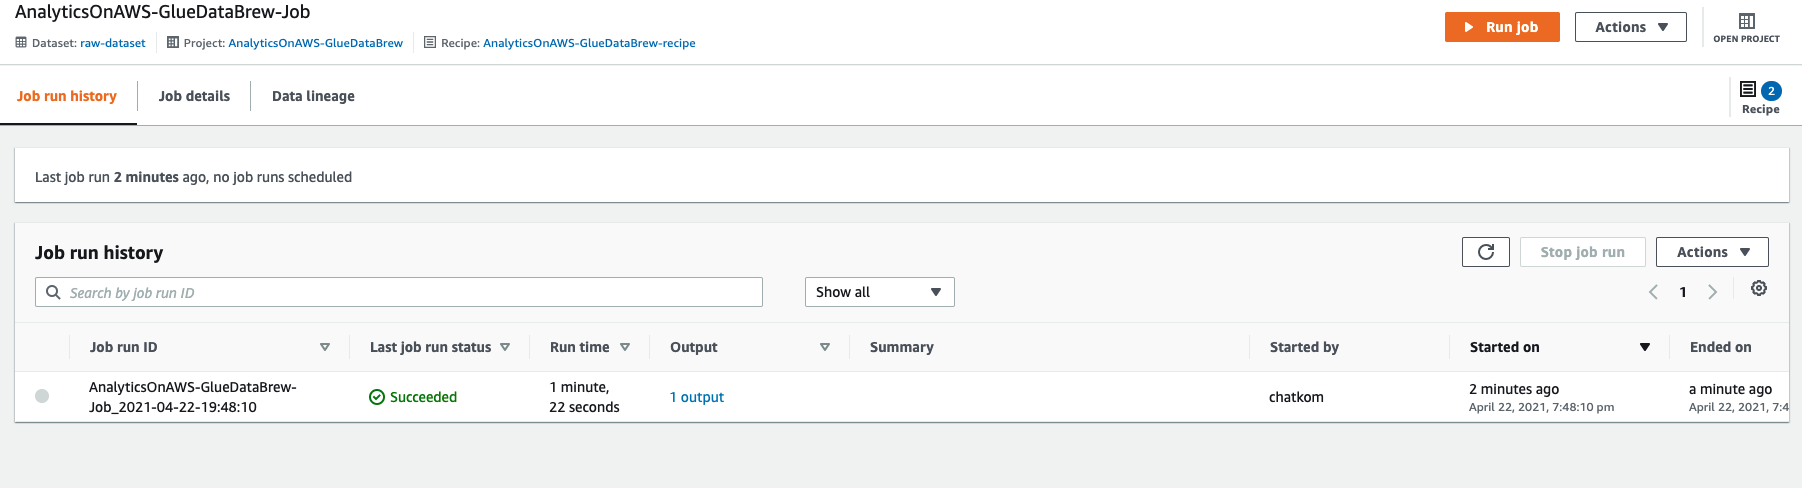 AnalyticsOnAWS-GlueDataBrew-Job
Dataset: raw-dataset Project: AnalyticsOnAWS-GlueDataBrew Recipe: AnalyticsOnAWS-GlueDataBrew-recipe
Run job Actions OPEN PROJECT
Job run history Job details Data lineage
2
Recipe
Last job run 2 minutes ago, no job runs scheduled
Job run history
Stop job run Actions
Search by job run ID Show all 1
Job run ID Last job run status Run time Output Summary Started by Started on Ended on
AnalyticsOnAWS-GlueDataBrew-
Job_2021-04-22-19:48:10
Succeeded
1 minute,
22 seconds
1 output
chatkom
2 minutes ago
April 22, 2021, 7:48:10 pm
a minute ago
April 22, 2021, 7:4